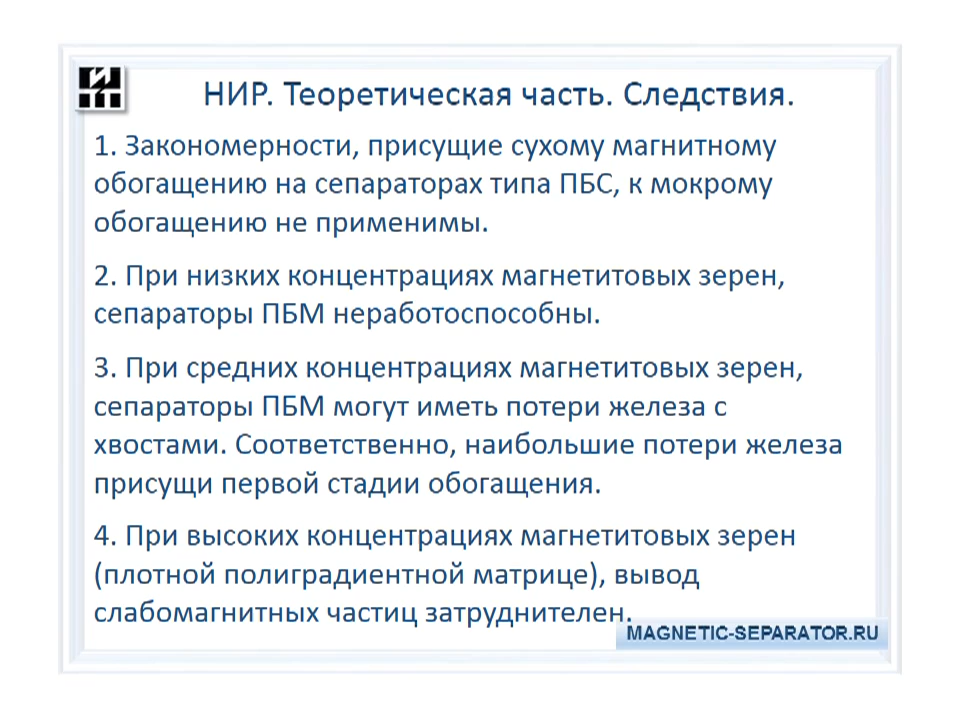 НИР. Теоретическая часть. Следствия.
1. Закономерности, присущие сухому магнитному
обогащению на сепараторах типа ПБС, к мокрому
обогащению не применимы.
2. При низких концентрациях магнетитовых зерен,
сепараторы ПБМ неработоспособны.
3. При средних концентрациях магнетитовых зерен,
сепараторы ПБМ могут иметь потери железа с
хвостами. Соответственно, наибольшие потери железа
присущи первой стадии обогащения.
4. При высоких концентрациях магнетитовых зерен
(плотной полиградиентной матрице), вывод
слабомагнитных частиц затруднителен.
MAGNETIC-SEPARATOR.RU